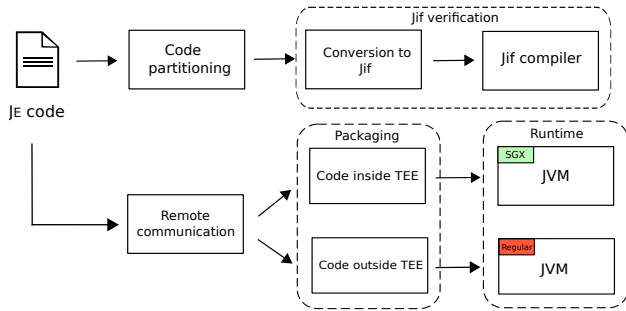 Jif verification
Code
partitioning
Conversion to
Jif
Jif compiler
JE code
Packaging
Runtime
Code inside TEE
SGX
JVM
Remote
communication
Code outside TEE
Regular
JVM